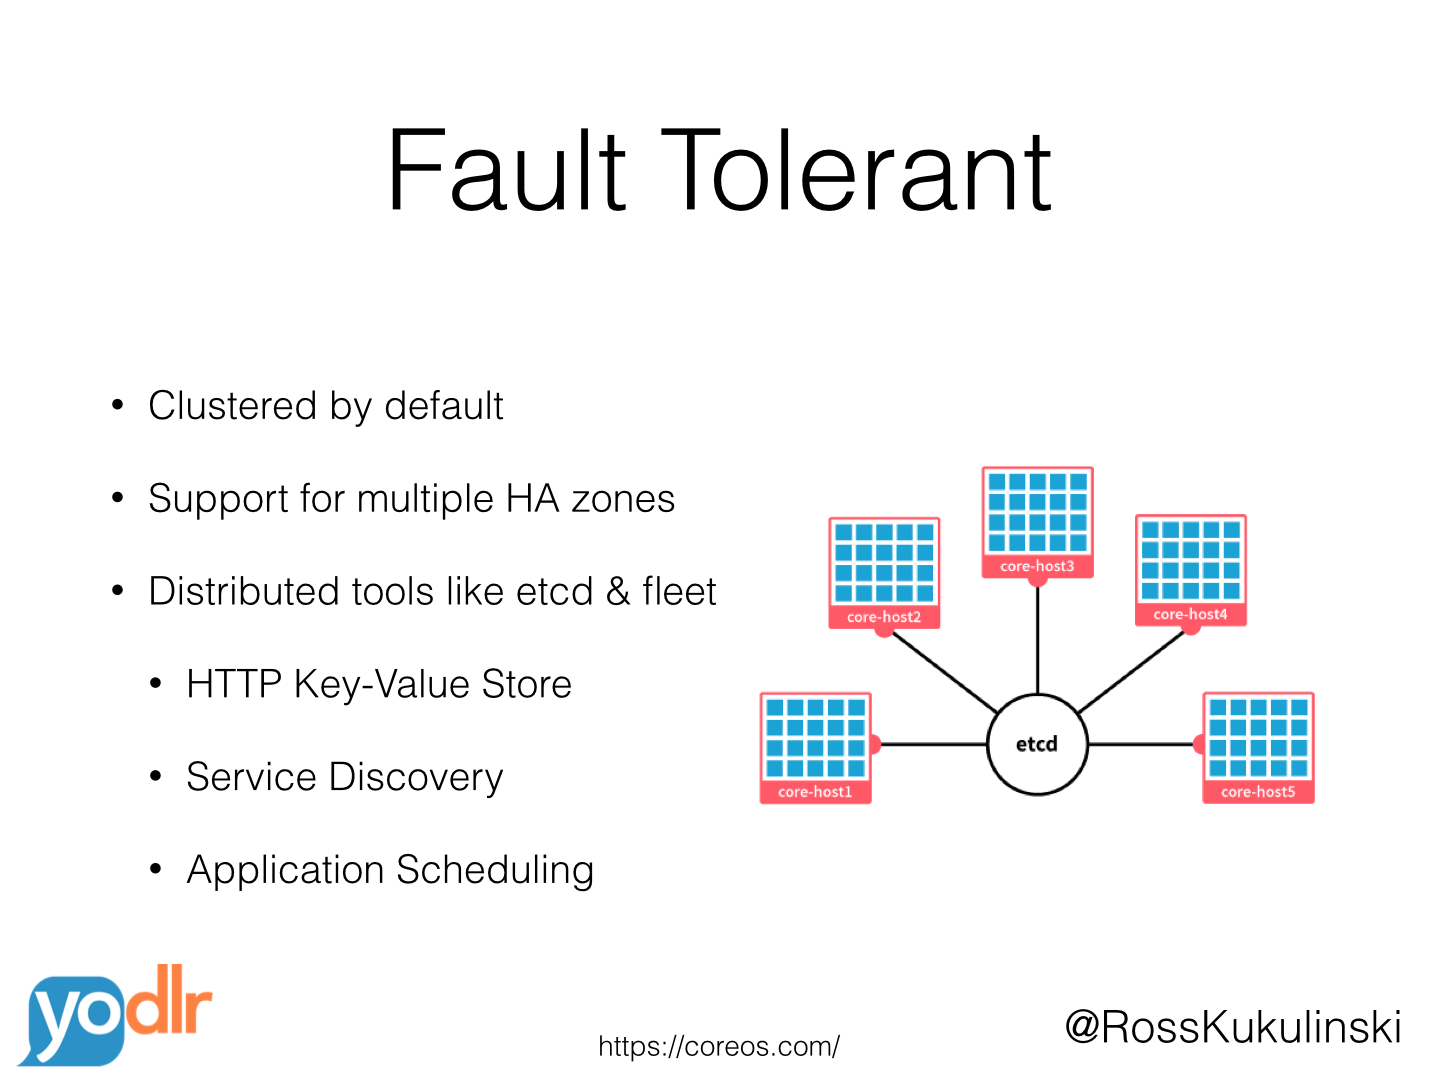 Fault Tolerant
• Clustered by default
• Support for multiple HA zones
• Distributed tools like etcd & fleet
• HTTP Key-Value Store
• Service Discovery
• Application Scheduling
core-host3
core-host2
core-host4
core-host1
etcd
core-host5
yodlr
https://coreos.com/
@RossKukulinski